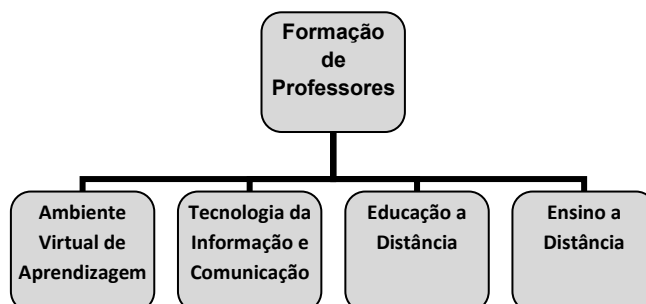 Formação
de
Professores
Ambiente
Virtual de
Aprendizagem
Tecnologia da
Informação e
Comunicação
Educação a
Distância
Ensino a
Distância